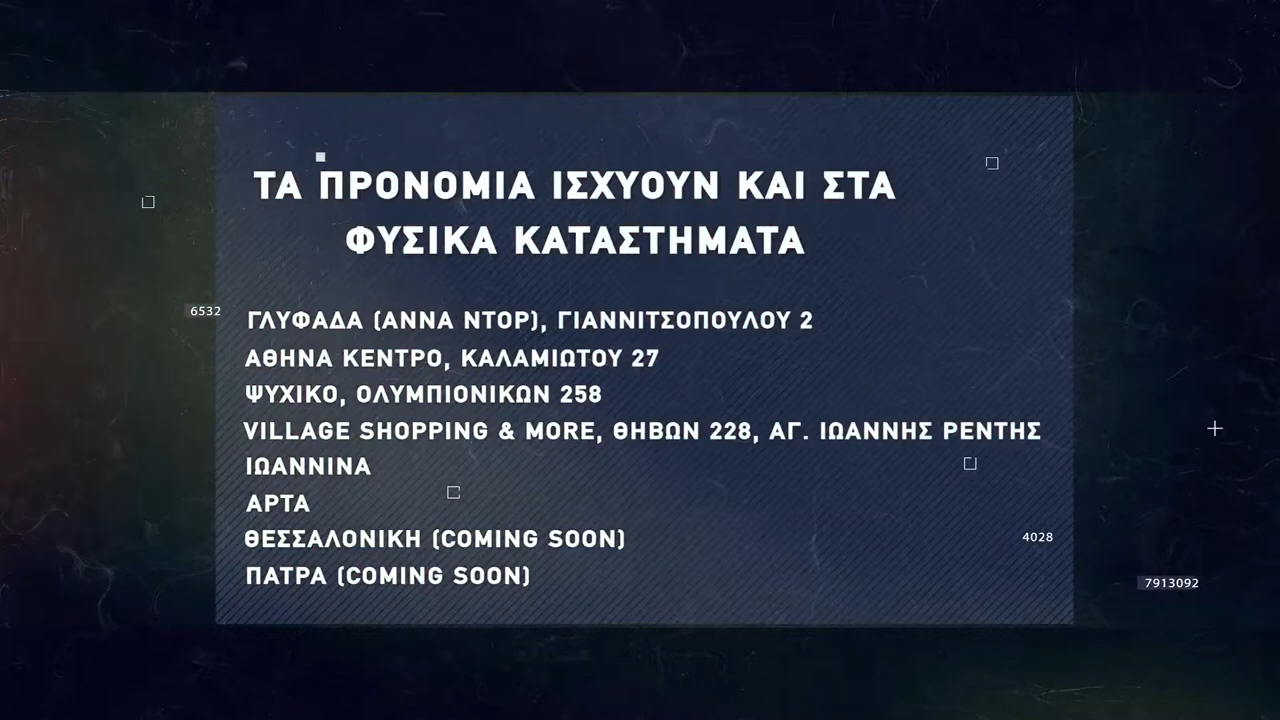 ΤΑ ΠΡΟΝΟΜΙΑ ΙΣΧΥΟΥΝ ΚΑΙ ΣΤΑ
ΦΥΣΙΚΑ ΚΑΤΑΣΤΗΜΑΤΑ
6532
ΓΛΥΦΑΔΑ (ΑΝΝΑ ΝΤΟΡ), ΓΙΑΝΝΙΤΣΟΠΟΥΛΟΥ 2
ΑΘΗΝΑ ΚΕΝΤΡΟ, ΚΑΛΑΜΙΩΤΟΥ 27
ΨΥΧΙΚΟ, ΟΛΥΜΠΙΟΝΙΚΩΝ 258
VILLAGE SHOPPING & MORE, ΘΗΒΩΝ 228, ΑΓ. ΙΩΑΝΝΗΣ ΡΕΝΤΗΣ
ΙΩΑΝΝΙΝΑ
ΑΡΤΑ
ΘΕΣΣΑΛΟΝΙΚΗ (COMING SOON)
4028
ΠΑΤΡΑ (COMING SOON)
7913092